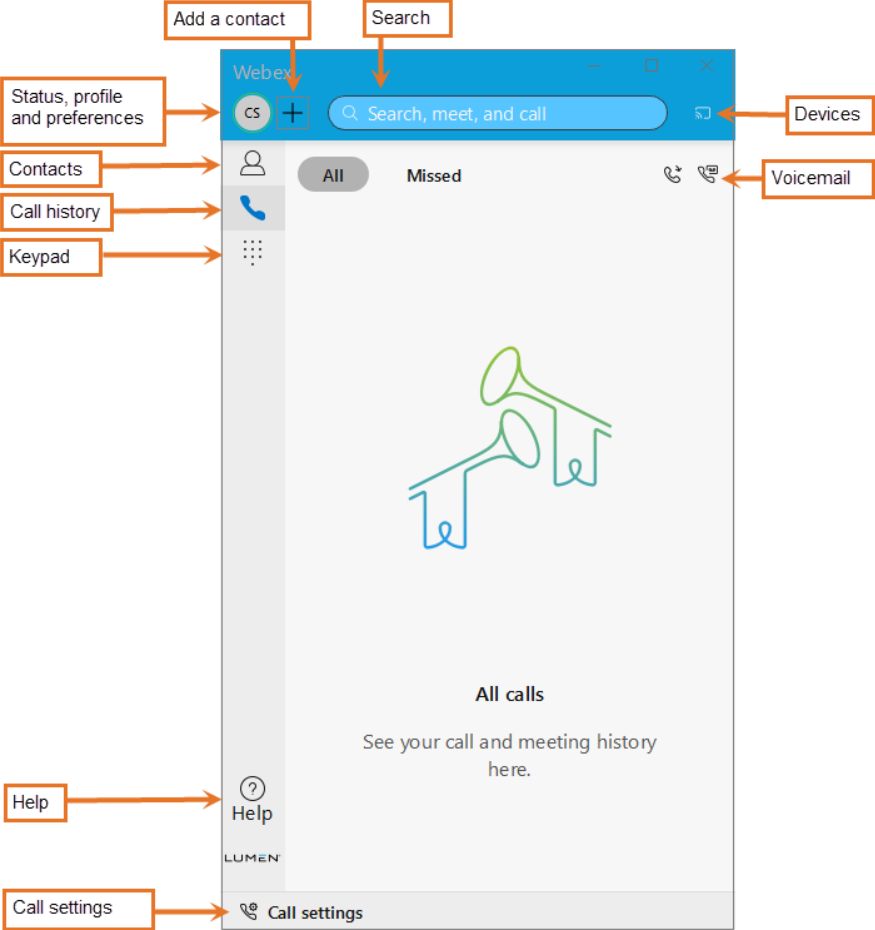 Add a contact
Search
Webex
Status, profile
and preferences
CS
Search, meet, and call
Devices
Contacts
All
Missed
Voicemail
Call history
Keypad
All calls
See your call and meeting history
here.
Help
Help
LUMEN
Call settings
Call settings